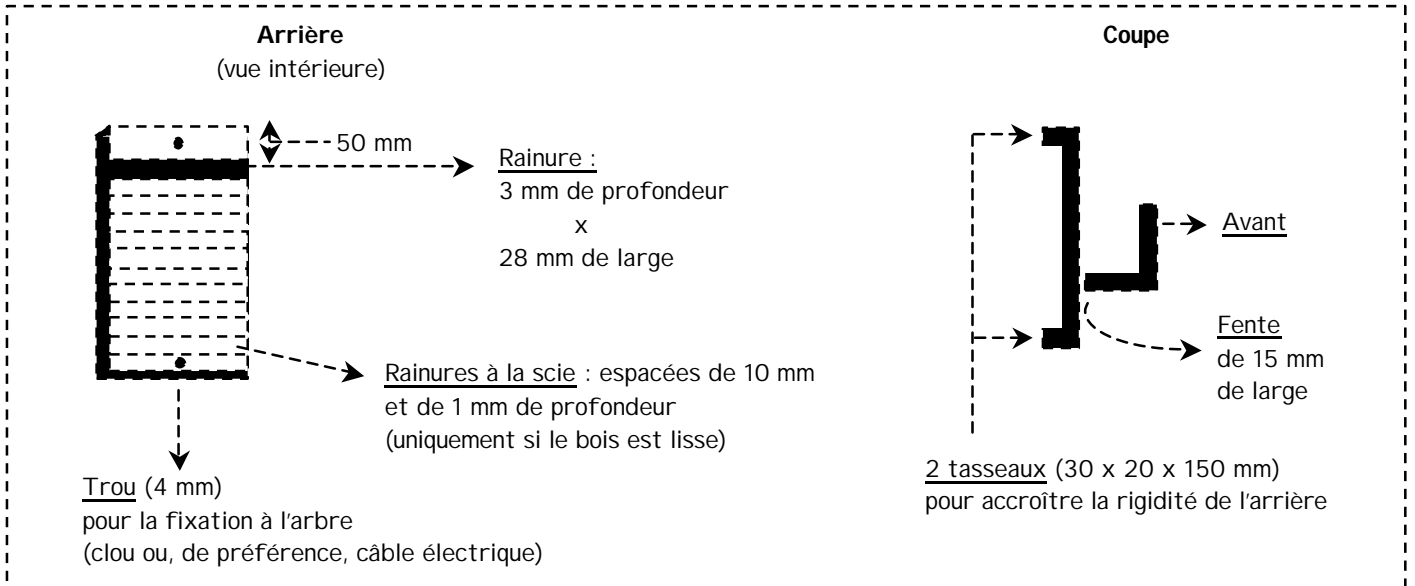 Arrière
(vue intérieure)
50 mm
Rainure :
3 mm de profondeur
x
28 mm de large
Rainures à la scie : espacées de 10 mm
et de 1 mm de profondeur
(uniquement si le bois est lisse)
Trou (4 mm)
pour la fixation à l'arbre
(clou ou, de préférence, câble électrique)
Coupe
Avant
Fente
de 15 mm
de large
2 tasseaux (30 x 20 x 150 mm)
pour accroître la rigidité de l'arrière